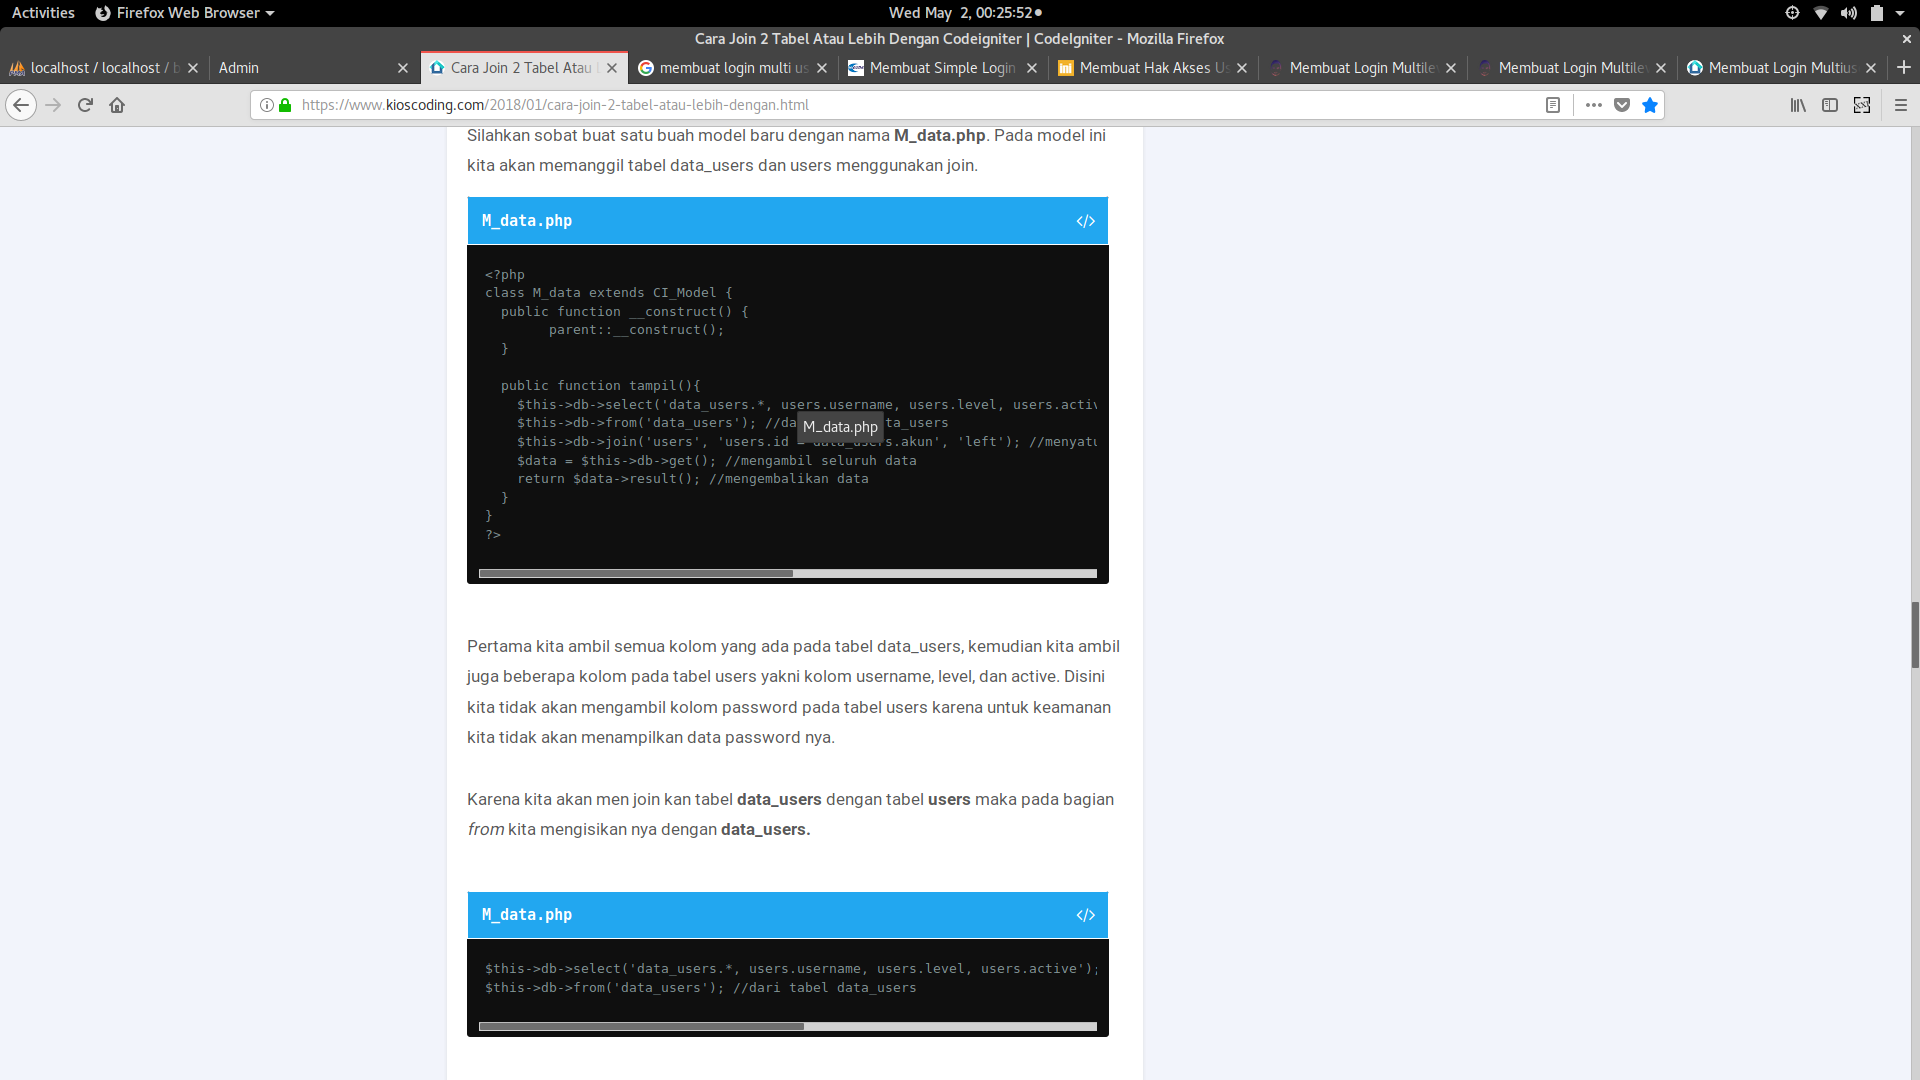 Activities Firefox Web Browser Wed May 2, 00:25:52
Cara Join 2 Tabel Atau Lebih Dengan Codeigniter | CodeIgniter - Mozilla Firefox
localhost / localhost / b Admin Cara Join 2 Tabel Atau membuat login multi us Membuat Simple Login Membuat Hak Akses Us Membuat Login Multilev Membuat Login Multilev Membuat Login Multius
https://www.kioscoding.com/2018/01/cara-join-2-tabel-atau-lebih-dengan.html
Silahkan sobat buat satu buah model baru dengan nama M_data.php. Pada model ini
kita akan memanggil tabel data_users dan users menggunakan join.
M_data.php </>
<?php
class M_data extends CI_Model {
public function __construct() {
parent::__construct();
}
public function tampil(){
$this->db->select('data_users.*, users.username, users.level, users.activ
$this->db->from('data_users'); //da ta_users
M_data.php
$this->db->join('users', 'users.id = data_users.akun', 'left'); //menyatu
$data = $this->db->get(); //mengambil seluruh data
return $data->result(); //mengembalikan data
}
}
?>
Pertama kita ambil semua kolom yang ada pada tabel data_users, kemudian kita ambil
juga beberapa kolom pada tabel users yakni kolom username, level, dan active. Disini
kita tidak akan mengambil kolom password pada tabel users karena untuk keamanan
kita tidak akan menampilkan data password nya.
Karena kita akan men join kan tabel data_users dengan tabel users maka pada bagian
from kita mengisikan nya dengan data_users.
M_data.php </>
$this->db->select('data_users.*, users.username, users.level, users.active');
$this->db->from('data_users'); //dari tabel data_users